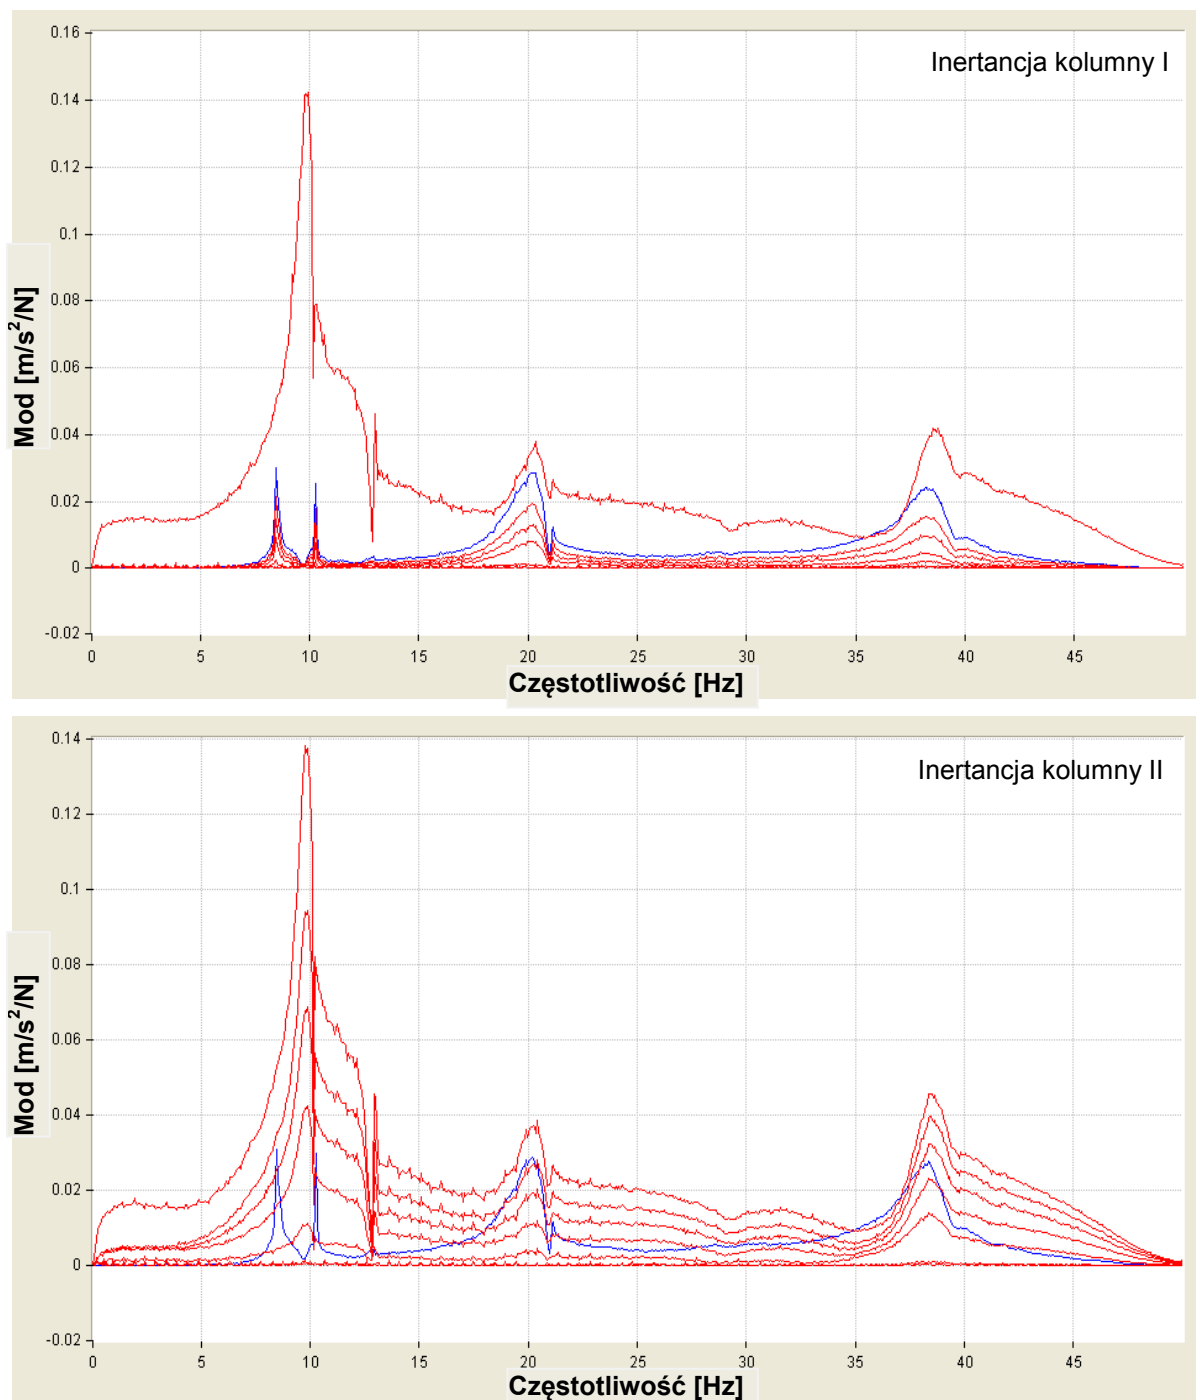 0.16
Inertancja kolumny I
0.14
0.12
0.1
0.08
0.06
0.04
0.02
0
-0.02
Mod [m/s²/N]
0 5 10 15 20 25 30 35 40 45
Częstotliwość [Hz]
0.14
Inertancja kolumny II
0.12
0.1
0.08
0.06
0.04
0.02
0
-0.02
Mod [m/s²/N]
0 5 10 15 20 25 30 35 40 45
Częstotliwość [Hz]